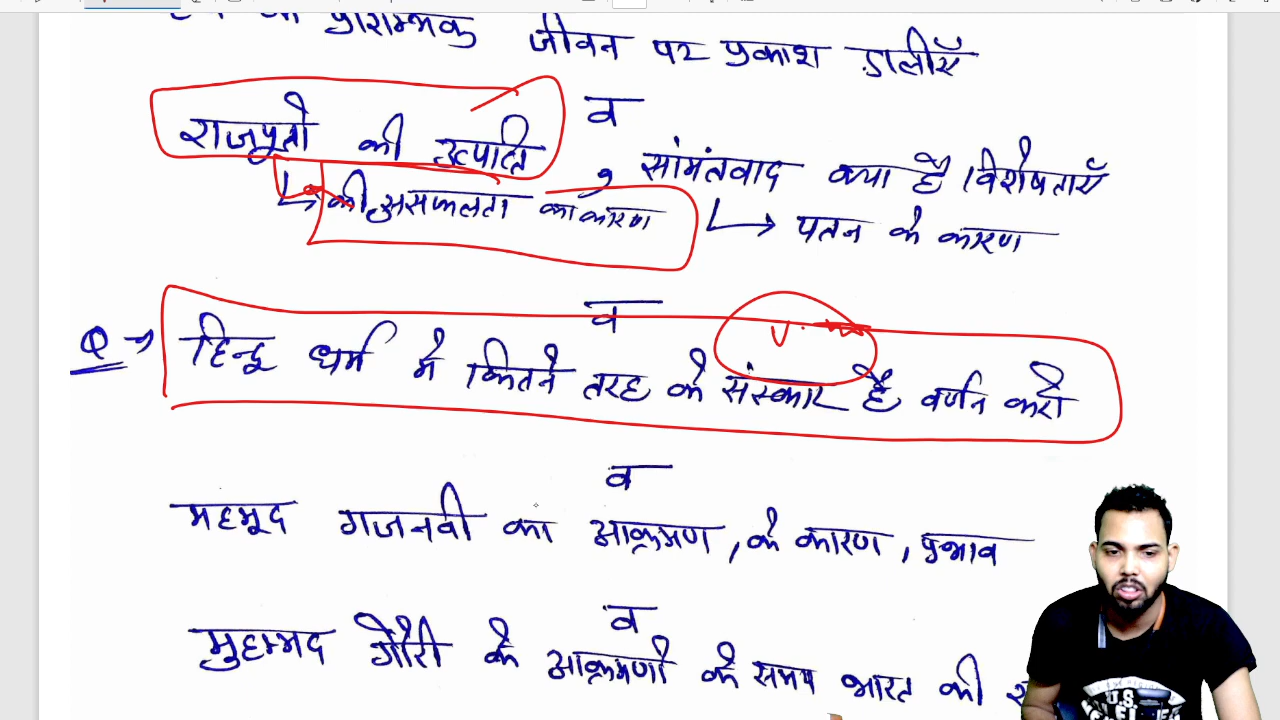 प्रारम्भिक जीवन पर प्रकाश डालीएँ
व
राजपूतो की उत्पत्ति , सांमंतवाद क्या है विशेषताएँ
↳ की असफलता का कारण ↳ पतन के कारण
व
Q → हिन्दू धर्म मे कितने तरह के संस्कार है वर्णन करो
व
महमूद गजनवी का आक्रमण, के कारण, प्रभाव
व
मुहम्मद गौरी के आक्रमणो के समय भारत की
U.S.